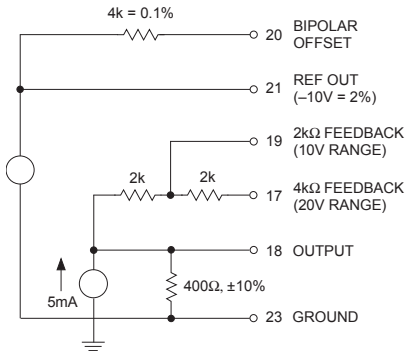 4k = 0.1%
20 BIPOLAR
OFFSET
21 REF OUT
(–10V = 2%)
19 2kΩ FEEDBACK
(10V RANGE)
2k 2k
17 4kΩ FEEDBACK
(20V RANGE)
18 OUTPUT
5mA
400Ω, ±10%
23 GROUND